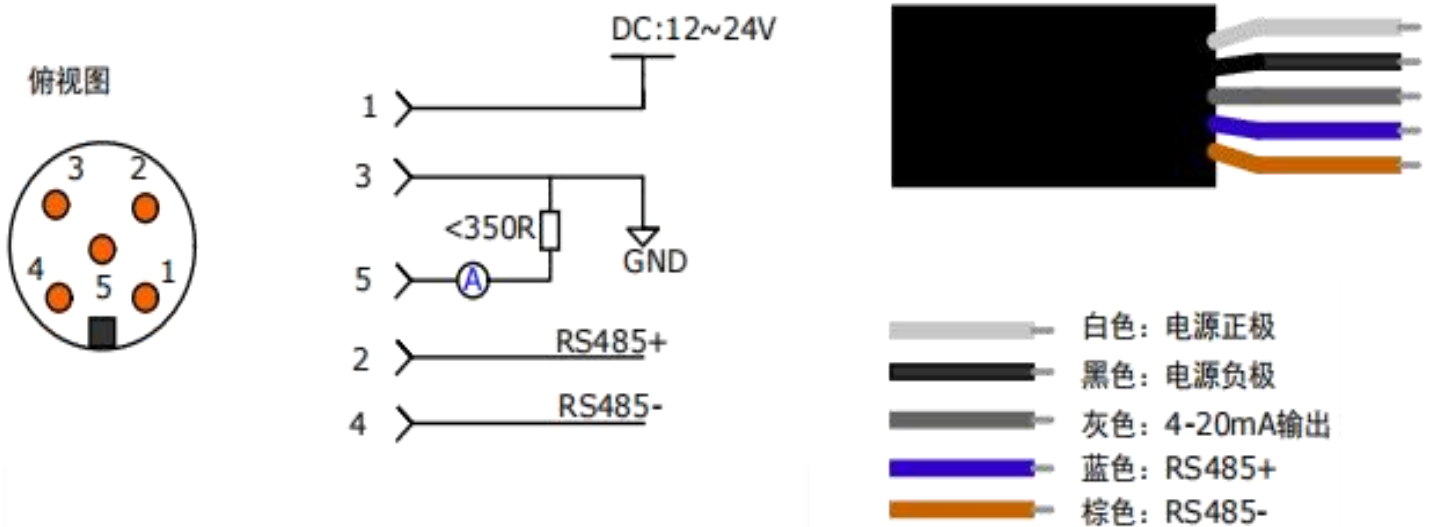 俯视图
3 2
4 5 1
DC:12~24V
1
3
<350R
GND
5
A
2
RS485+
4
RS485-
白色：电源正极
黑色：电源负极
灰色：4-20mA输出
蓝色：RS485+
棕色：RS485-